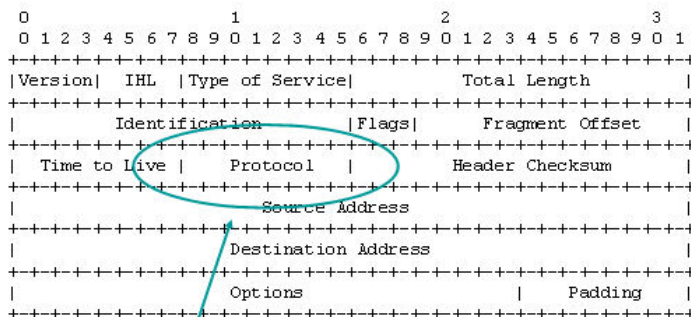 0                   1                   2                   3
0 1 2 3 4 5 6 7 8 9 0 1 2 3 4 5 6 7 8 9 0 1 2 3 4 5 6 7 8 9 0 1
+-+-+-+-+-+-+-+-+-+-+-+-+-+-+-+-+-+-+-+-+-+-+-+-+-+-+-+-+-+-+-+-+
|Version|  IHL  |Type of Service|          Total Length         |
+-+-+-+-+-+-+-+-+-+-+-+-+-+-+-+-+-+-+-+-+-+-+-+-+-+-+-+-+-+-+-+-+
|         Identification        |Flags|      Fragment Offset    |
+-+-+-+-+-+-+-+-+-+-+-+-+-+-+-+-+-+-+-+-+-+-+-+-+-+-+-+-+-+-+-+-+
|  Time to Live |    Protocol   |         Header Checksum       |
+-+-+-+-+-+-+-+-+-+-+-+-+-+-+-+-+-+-+-+-+-+-+-+-+-+-+-+-+-+-+-+-+
|                       Source Address                          |
+-+-+-+-+-+-+-+-+-+-+-+-+-+-+-+-+-+-+-+-+-+-+-+-+-+-+-+-+-+-+-+-+
|                    Destination Address                        |
+-+-+-+-+-+-+-+-+-+-+-+-+-+-+-+-+-+-+-+-+-+-+-+-+-+-+-+-+-+-+-+-+
|                    Options                    |    Padding    |
+-+-+-+-+-+-+-+-+-+-+-+-+-+-+-+-+-+-+-+-+-+-+-+-+-+-+-+-+-+-+-+-+